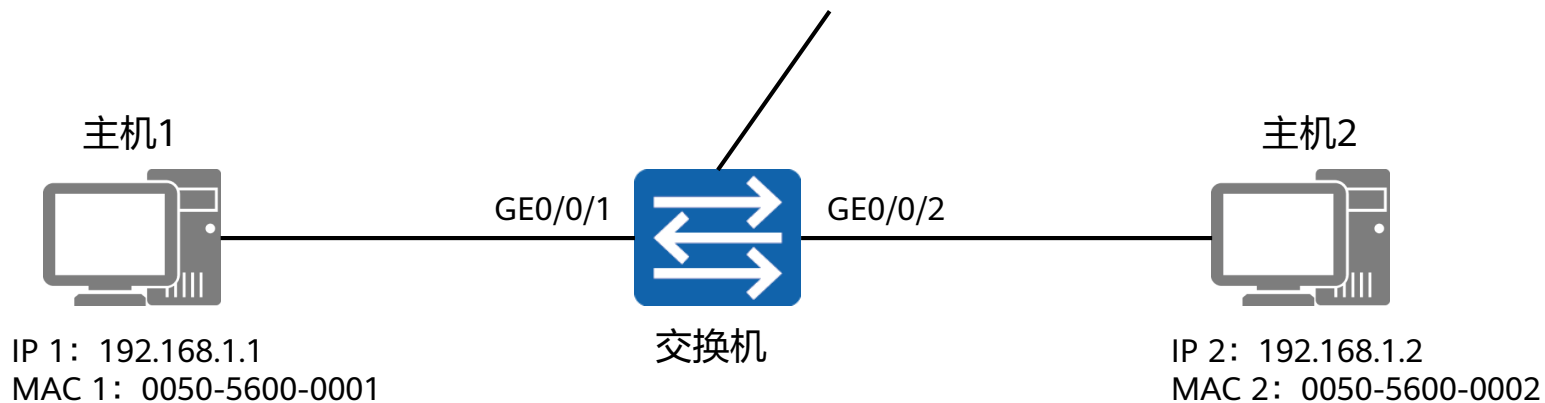 主机1
主机2
GE0/0/1
GE0/0/2
交换机
IP 1：192.168.1.1
MAC 1：0050-5600-0001
IP 2：192.168.1.2
MAC 2：0050-5600-0002